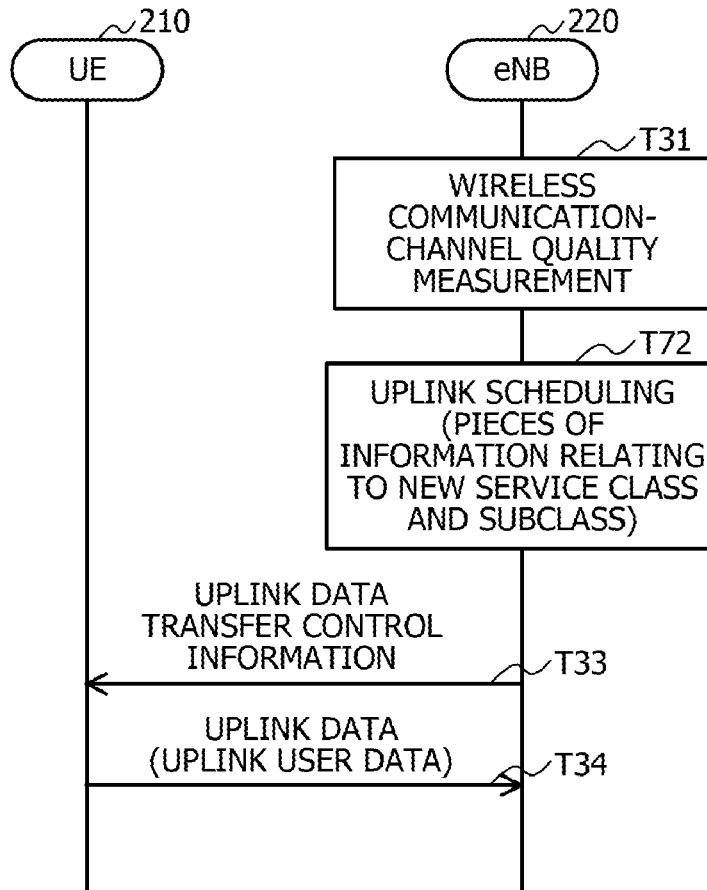 210
220
UE
eNB
T31
WIRELESS
COMMUNICATION-
CHANNEL QUALITY
MEASUREMENT
T72
UPLINK SCHEDULING
(PIECES OF
INFORMATION RELATING
TO NEW SERVICE CLASS
AND SUBCLASS)
UPLINK DATA
TRANSFER CONTROL
INFORMATION
T33
UPLINK DATA
(UPLINK USER DATA)
T34